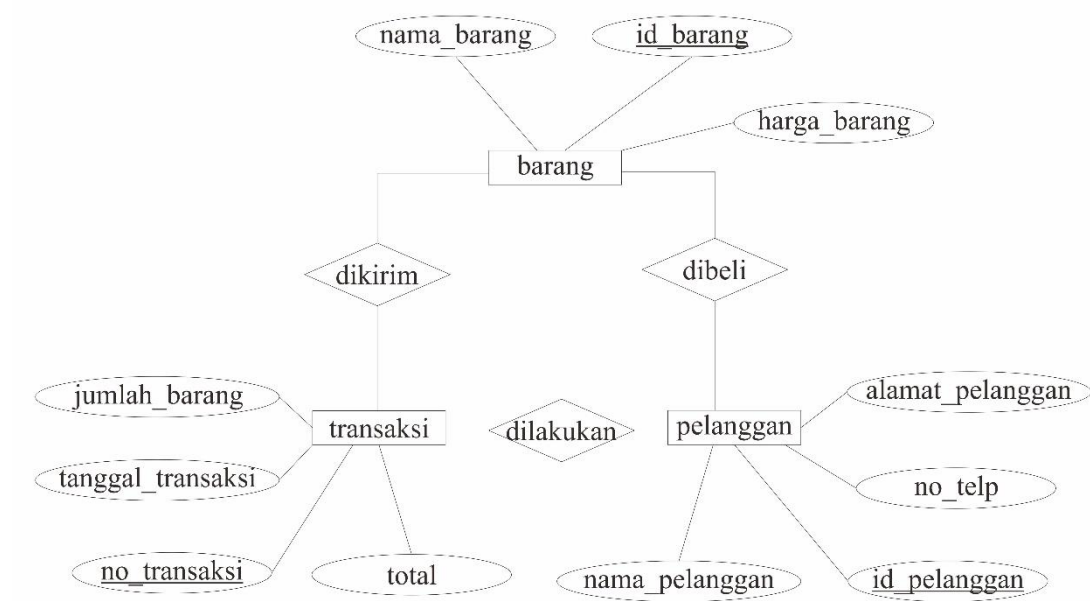 nama_barang
id_barang
harga_barang
barang
dikirim
dibeli
jumlah_barang
alamat_pelanggan
transaksi
dilakukan
pelanggan
tanggal_transaksi
no_telp
no_transaksi
total
nama_pelanggan
id_pelanggan